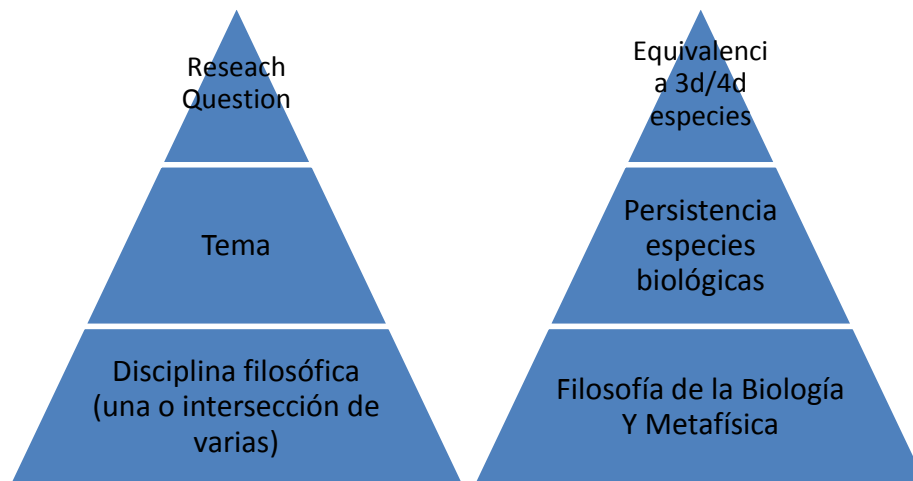 Reseach
Question
Tema
Disciplina filosófica
(una o intersección de
varias)
Equivalenci
a 3d/4d
especies
Persistencia
especies
biológicas
Filosofía de la Biología
Y Metafísica